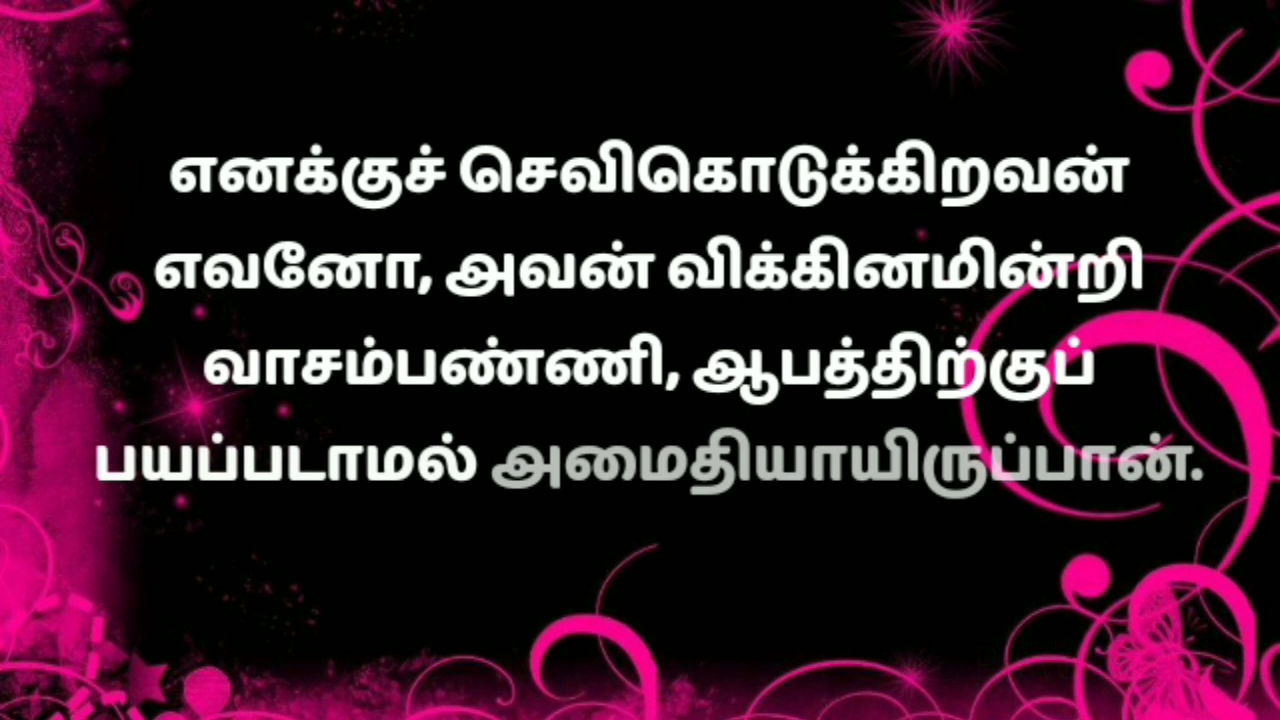 எனக்குச் செவிகொடுக்கிறவன்
எவனோ, அவன் விக்கினமின்றி
வாசம்பண்ணி, ஆபத்திற்குப்
பயப்படாமல் அமைதியாயிருப்பான்.